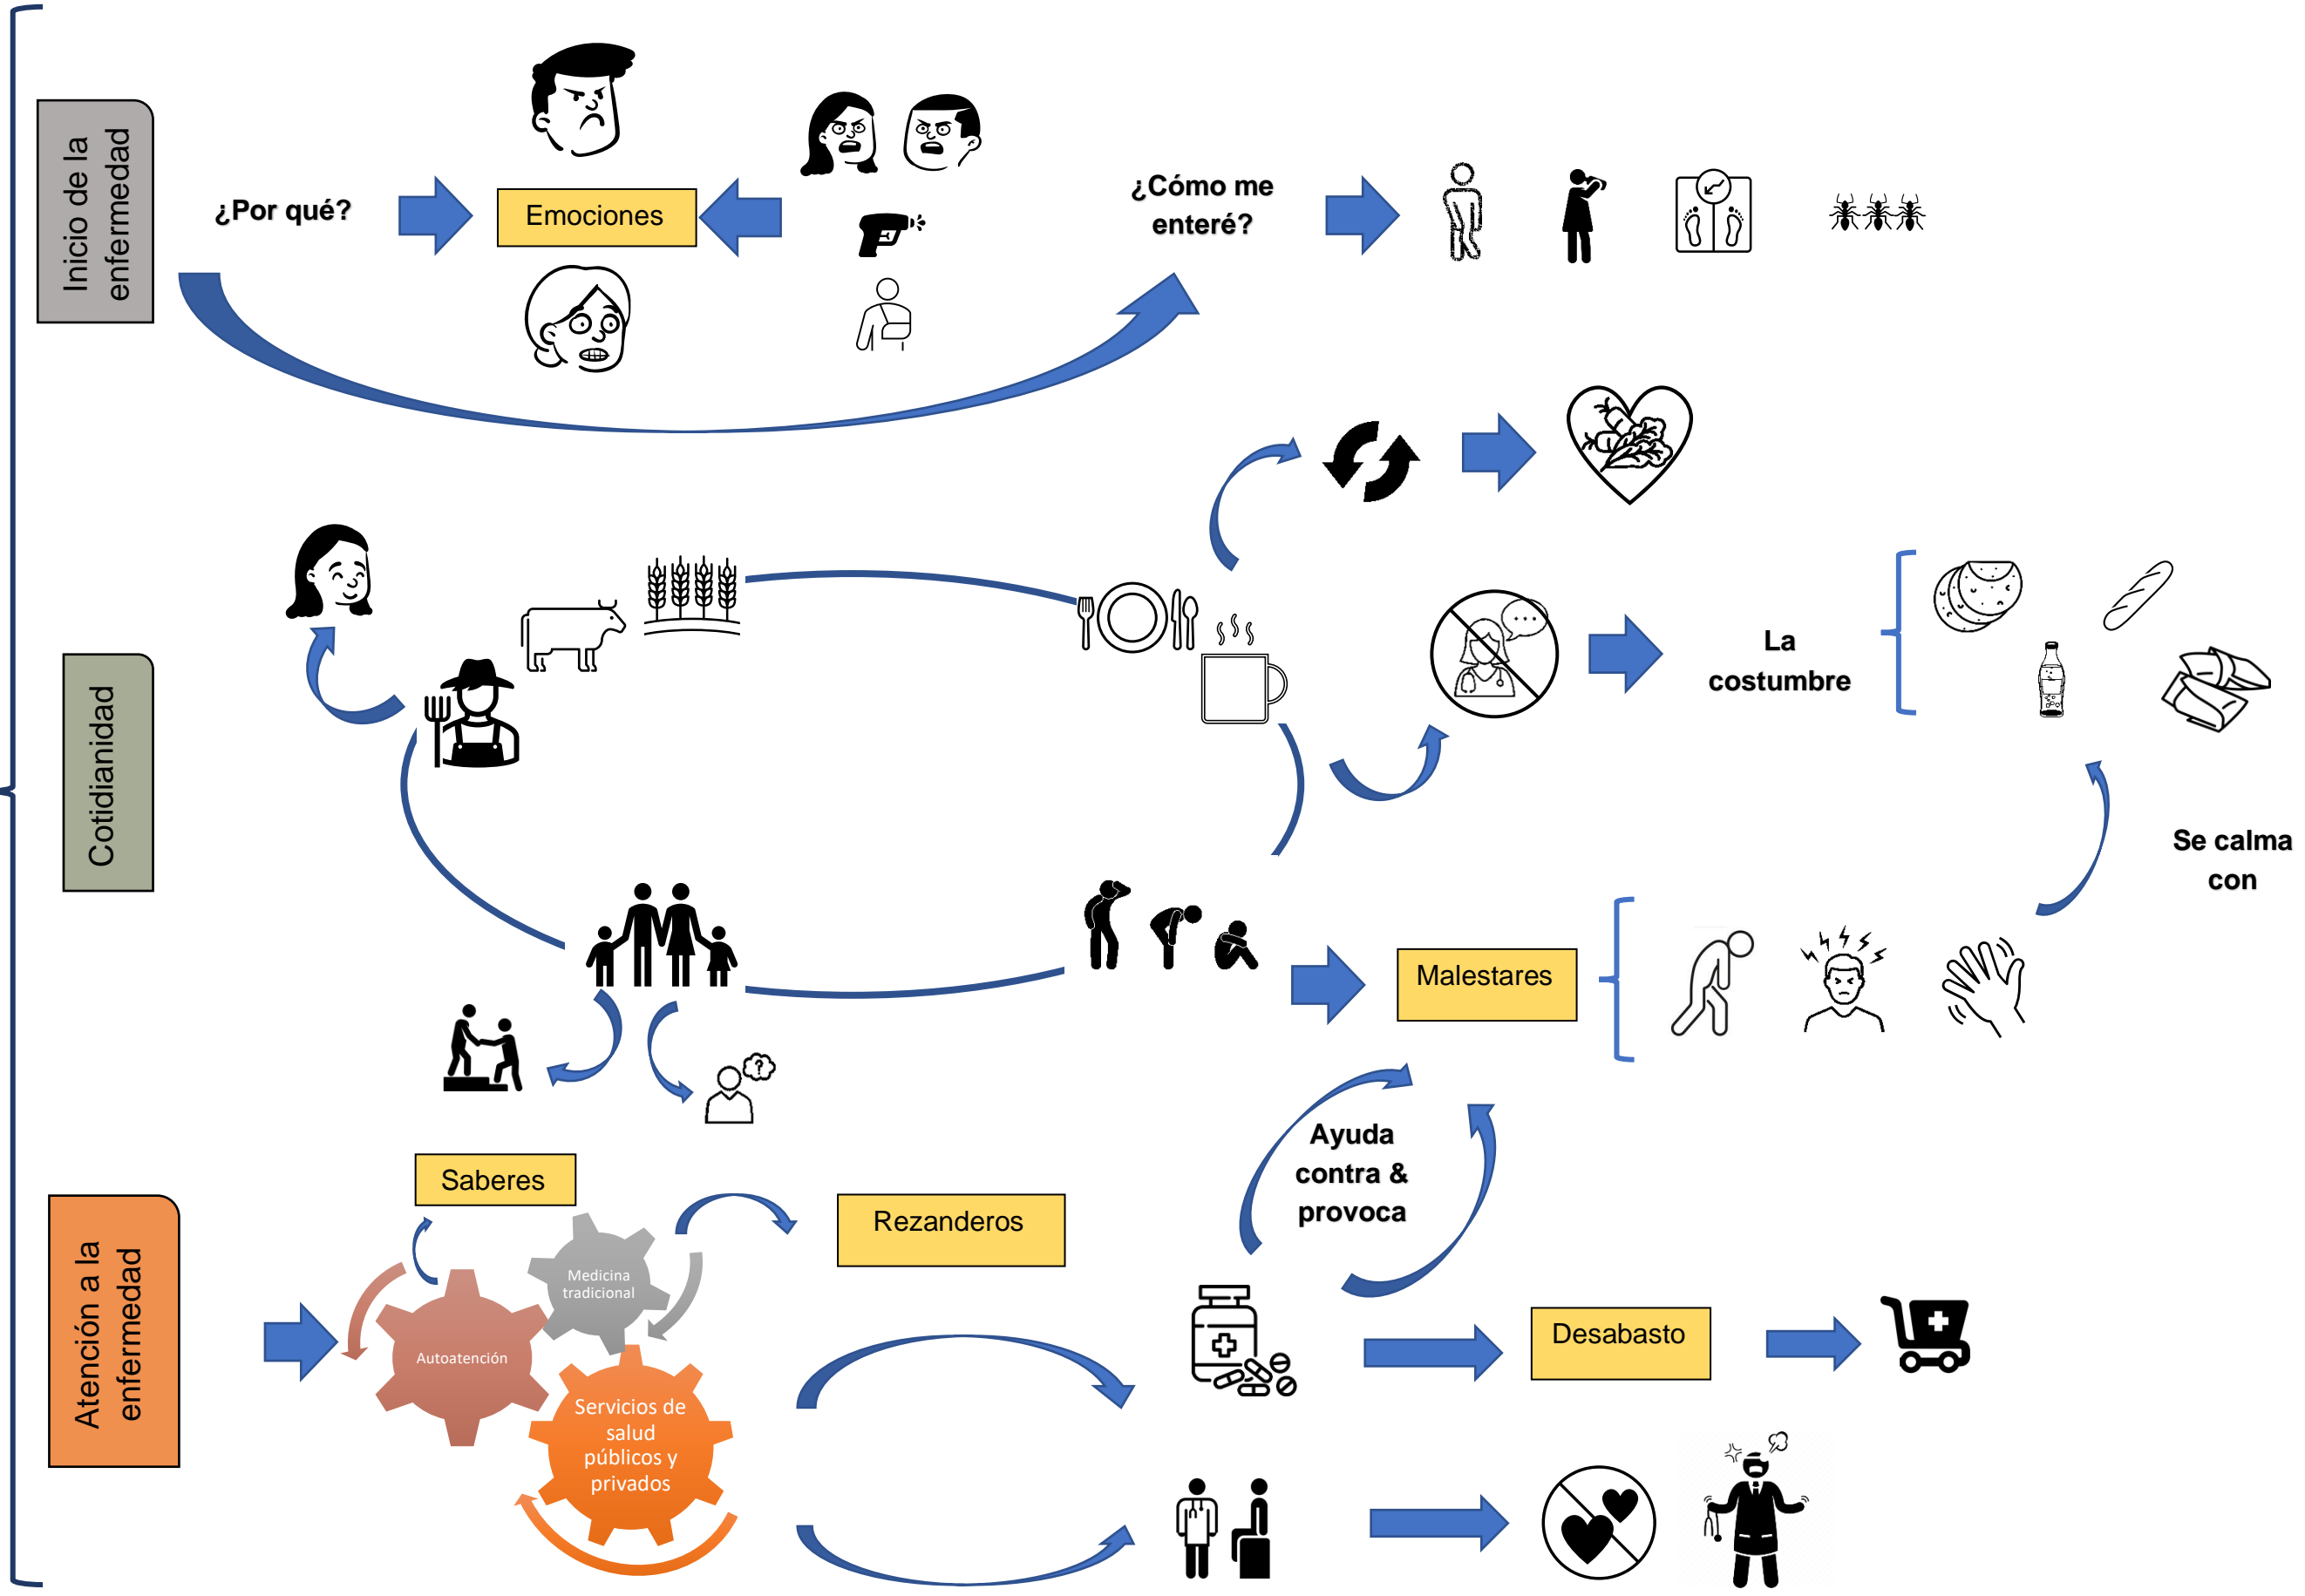 Inicio de la
enfermedad
¿Por qué?
Emociones
¿Cómo me
enteré?
Cotidianidad
La
costumbre
Se calma
con
Malestares
Ayuda
contra &
provoca
Atención a la
enfermedad
Saberes
Rezanderos
Medicina
tradicional
Autoatención
Servicios de
salud
públicos y
privados
Desabasto